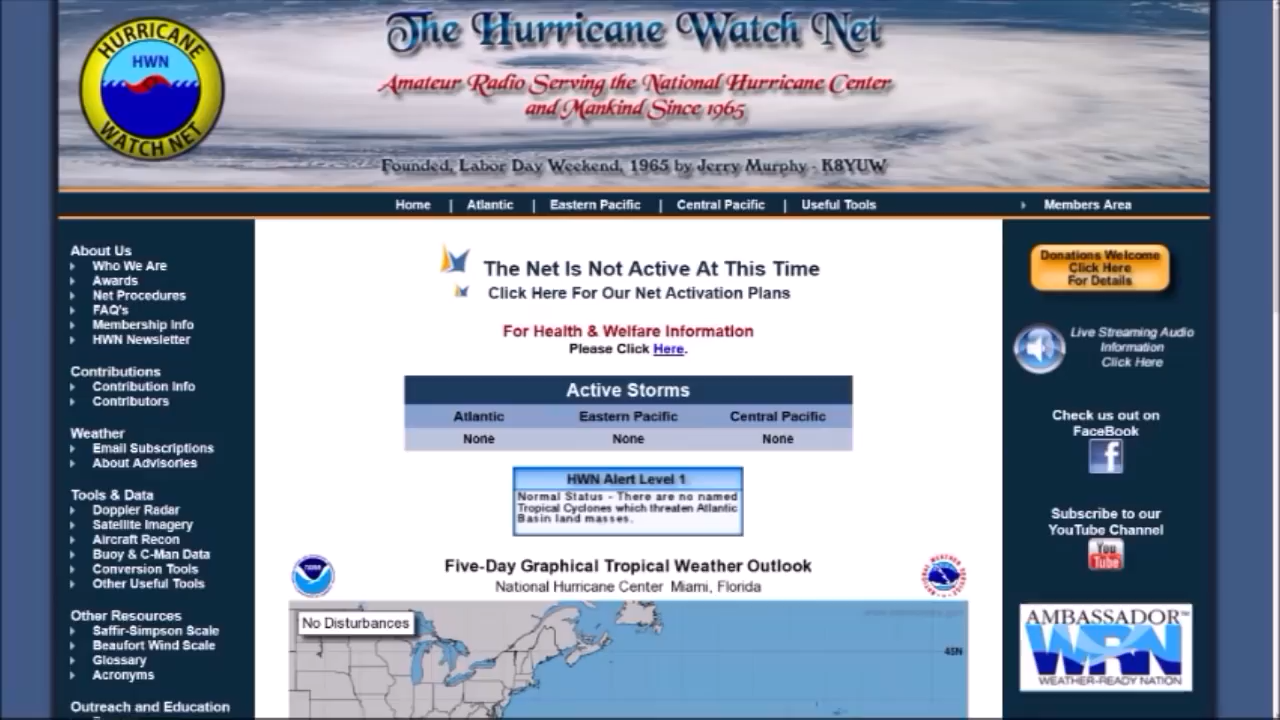 HURRICANE
HWN
WATCH NET
The Hurricane Watch Net
Amateur Radio Serving the National Hurricane Center
and Mankind Since 1965
Founded, Labor Day Weekend, 1965 by Jerry Murphy - K8YUW
Home | Atlantic | Eastern Pacific | Central Pacific | Useful Tools
Members Area
About Us
Who We Are
Awards
Net Procedures
FAQ's
Membership Info
HWN Newsletter
Contributions
Contribution Info
Contributors
Weather
Email Subscriptions
About Advisories
Tools & Data
Doppler Radar
Satellite Imagery
Aircraft Recon
Buoy & C-Man Data
Conversion Tools
Other Useful Tools
Other Resources
Saffir-Simpson Scale
Beaufort Wind Scale
Glossary
Acronyms
Outreach and Education
The Net Is Not Active At This Time
Click Here For Our Net Activation Plans
For Health & Welfare Information
Please Click Here.
Active Storms
Atlantic Eastern Pacific Central Pacific
None None None
HWN Alert Level 1
Normal Status - There are no named
Tropical Cyclones which threaten Atlantic
Basin land masses.
Five-Day Graphical Tropical Weather Outlook
National Hurricane Center Miami, Florida
No Disturbances
45N
Donations Welcome
Click Here
For Details
Live Streaming Audio
Information
Click Here
Check us out on
FaceBook
f
Subscribe to our
YouTube Channel
You
Tube
AMBASSADOR™
WRN
WEATHER-READY NATION